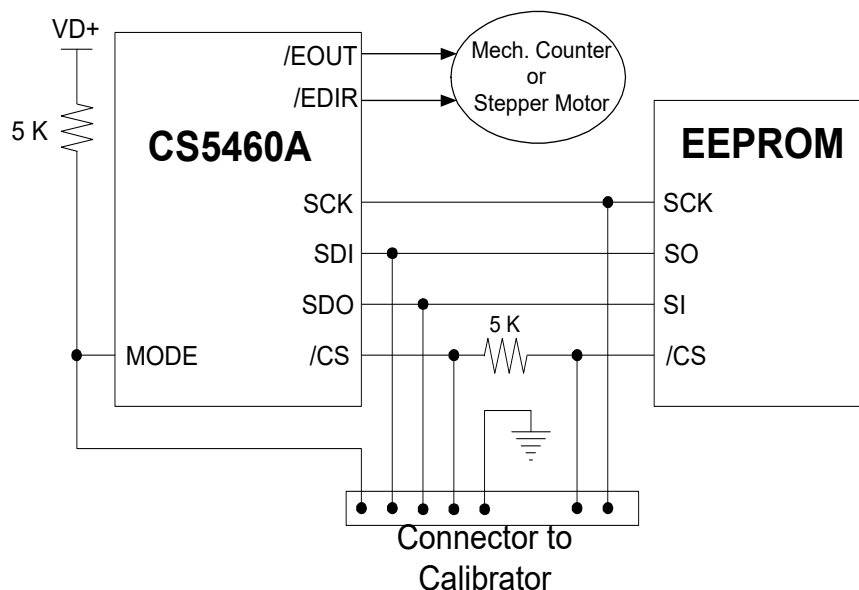 VD+
5 K
CS5460A
/EOUT
/EDIR
SCK
SDI
SDO
MODE
/CS
Mech. Counter
or
Stepper Motor
5 K
EEPROM
SCK
SO
SI
/CS
Connector to
Calibrator